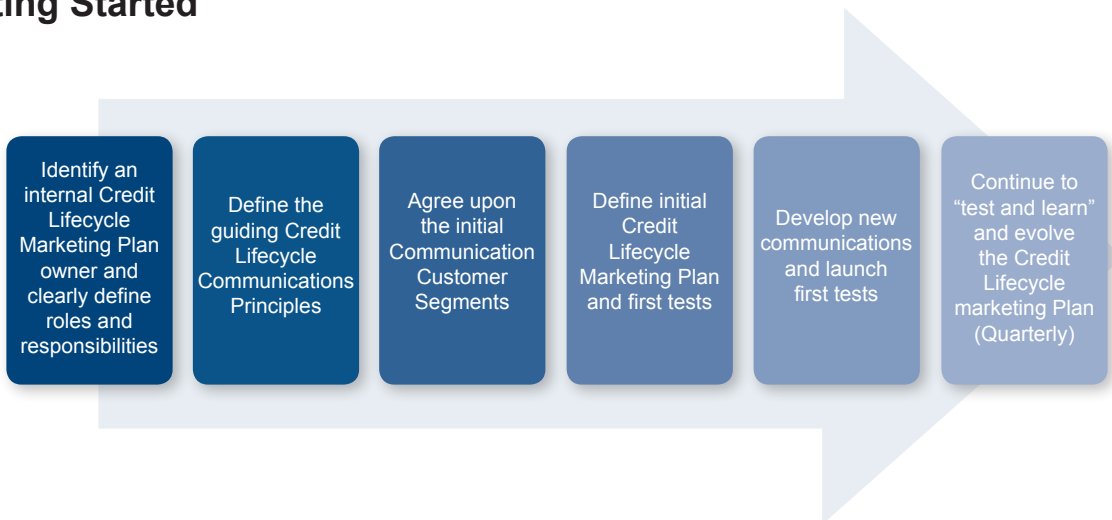 ting Started
Identify an
internal Credit
Lifecycle
Marketing Plan
owner and
clearly define
roles and
responsibilities
Define the
guiding Credit
Lifecycle
Communications
Principles
Agree upon
the initial
Communication
Customer
Segments
Define initial
Credit
Lifecycle
Marketing Plan
and first tests
Develop new
communications
and launch
first tests
Continue to
“test and learn”
and evolve
the Credit
Lifecycle
marketing Plan
(Quarterly)